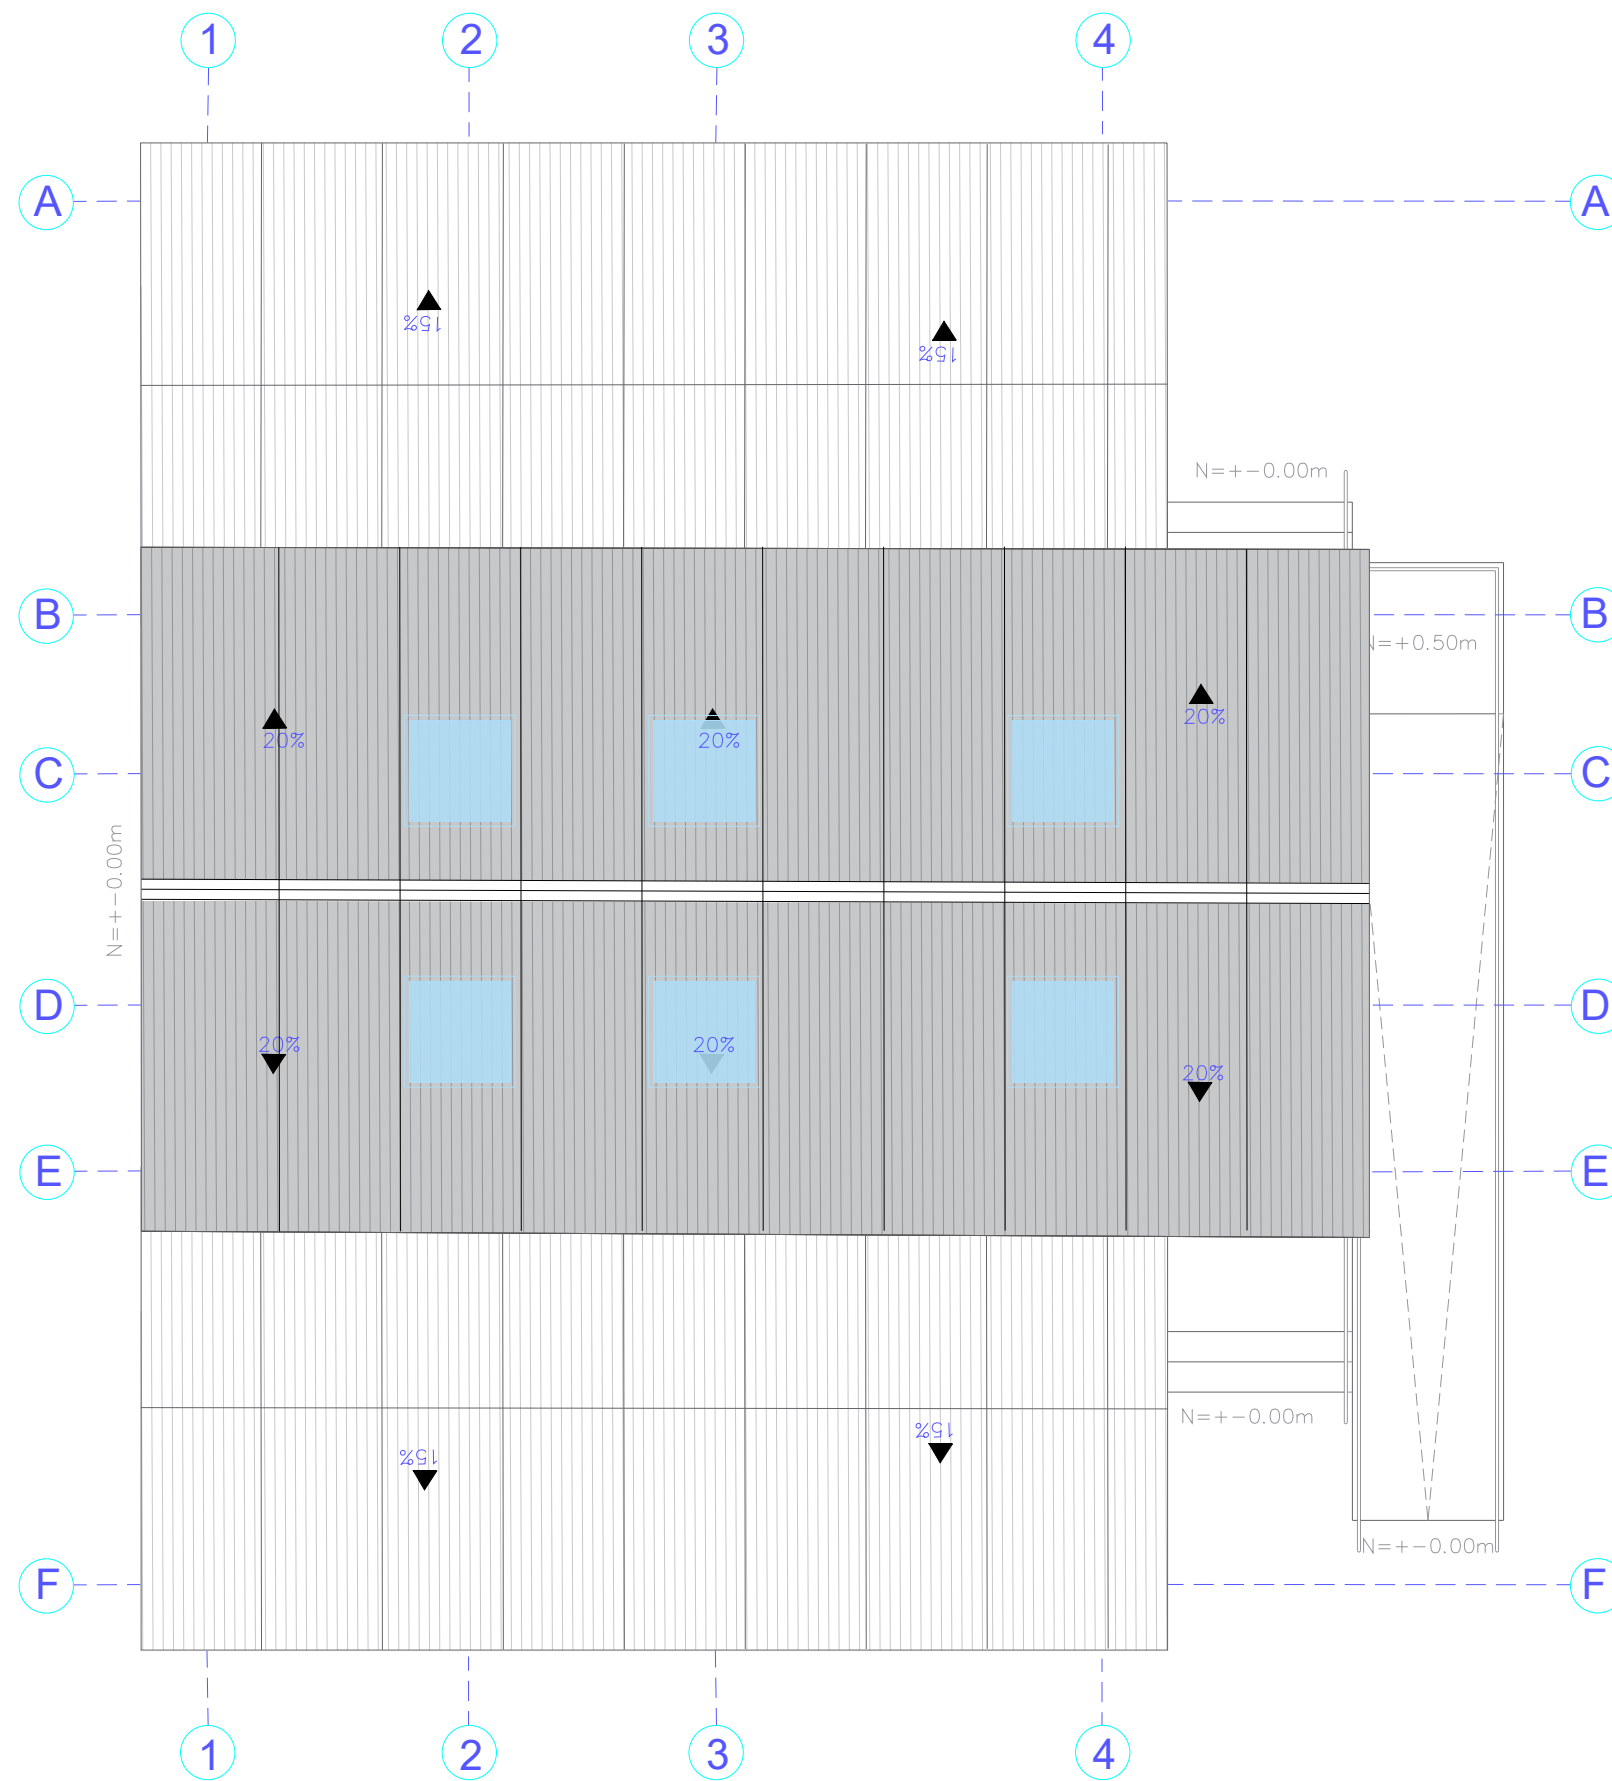 1 2 3 4
A A
15%
15%
N=+-0.00m
B B
N=+0.50m
20% 20% 20%
C C
N=+-0.00m
D D
20% 20% 20%
E E
N=+-0.00m
15%
15%
N=+-0.00m
F F
1 2 3 4